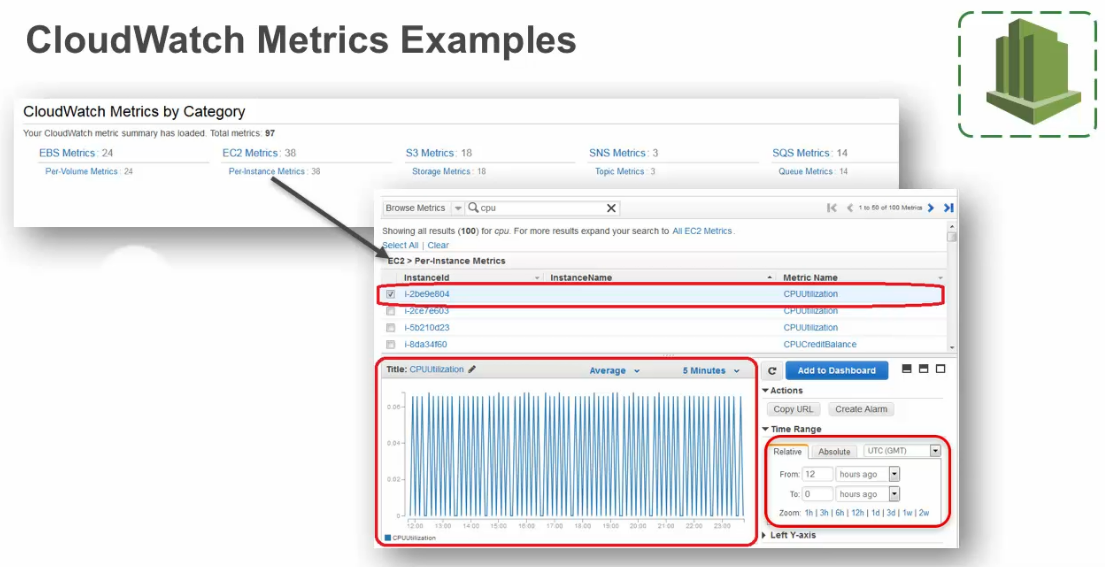 CloudWatch Metrics Examples
CloudWatch Metrics by Category
Your CloudWatch metric summary has loaded. Total metrics: 97
EBS Metrics : 24 EC2 Metrics : 38 S3 Metrics : 18 SNS Metrics : 3 SQS Metrics : 14
Per-Volume Metrics : 24 Per-Instance Metrics : 38 Storage Metrics : 18 Topic Metrics : 3 Queue Metrics : 14
Browse Metrics cpu 1 to 50 of 100 Metrics
Showing all results (100) for cpu. For more results expand your search to All EC2 Metrics.
Select All | Clear
EC2 > Per-Instance Metrics
InstanceId InstanceName Metric Name
i-2be9e804 CPUUtilization
i-2ce7e603 CPUUtilization
i-5b210d23 CPUUtilization
i-8da34f60 CPUCreditBalance
Title: CPUUtilization Average 5 Minutes
Add to Dashboard
Actions
Copy URL Create Alarm
Time Range
Relative Absolute UTC (GMT)
From: 12 hours ago
To: 0 hours ago
Zoom: 1h | 3h | 6h | 12h | 1d | 3d | 1w | 2w
Left Y-axis
0.06
0.04
0.02
0
12:00 13:00 14:00 15:00 16:00 17:00 18:00 19:00 20:00 21:00 22:00 23:00
CPUUtilization